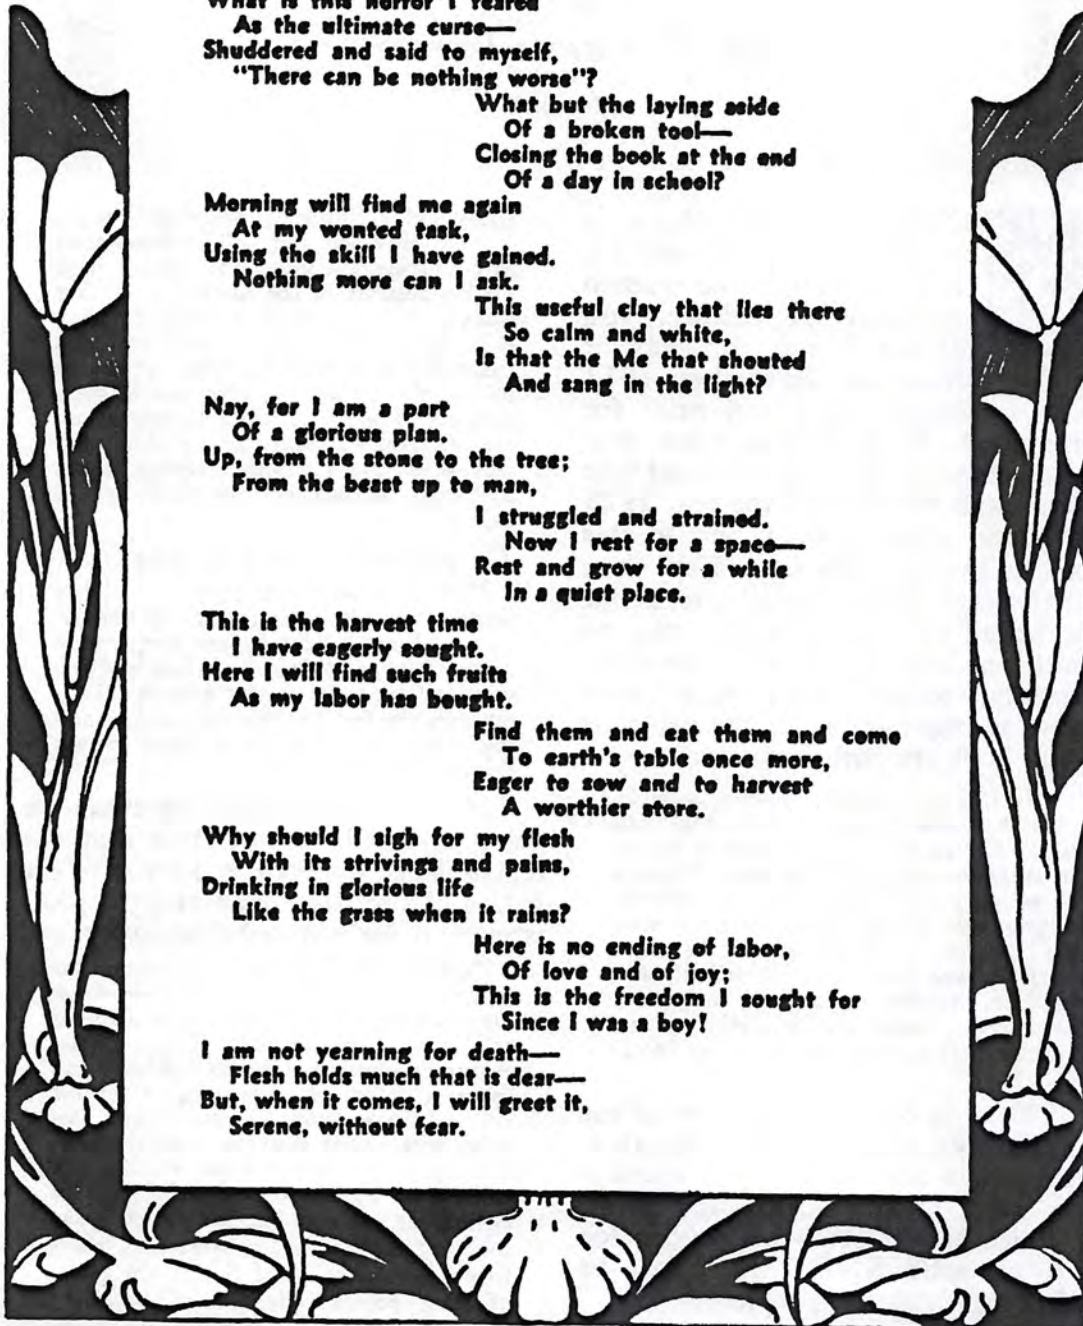 What is this horror I feared
As the ultimate curse—
Shuddered and said to myself,
"There can be nothing worse"?
What but the laying aside
Of a broken tool—
Closing the book at the end
Of a day in school?
Morning will find me again
At my wonted task,
Using the skill I have gained.
Nothing more can I ask.
This useful clay that lies there
So calm and white,
Is that the Me that shouted
And sang in the light?
Nay, for I am a part
Of a glorious plan.
Up, from the stone to the tree;
From the beast up to man,
I struggled and strained.
Now I rest for a space—
Rest and grow for a while
In a quiet place.
This is the harvest time
I have eagerly sought.
Here I will find such fruits
As my labor has bought.
Find them and eat them and come
To earth's table once more,
Eager to sow and to harvest
A worthier store.
Why should I sigh for my flesh
With its strivings and pains,
Drinking in glorious life
Like the grass when it rains?
Here is no ending of labor,
Of love and of joy;
This is the freedom I sought for
Since I was a boy!
I am not yearning for death—
Flesh holds much that is dear—
But, when it comes, I will greet it,
Serene, without fear.